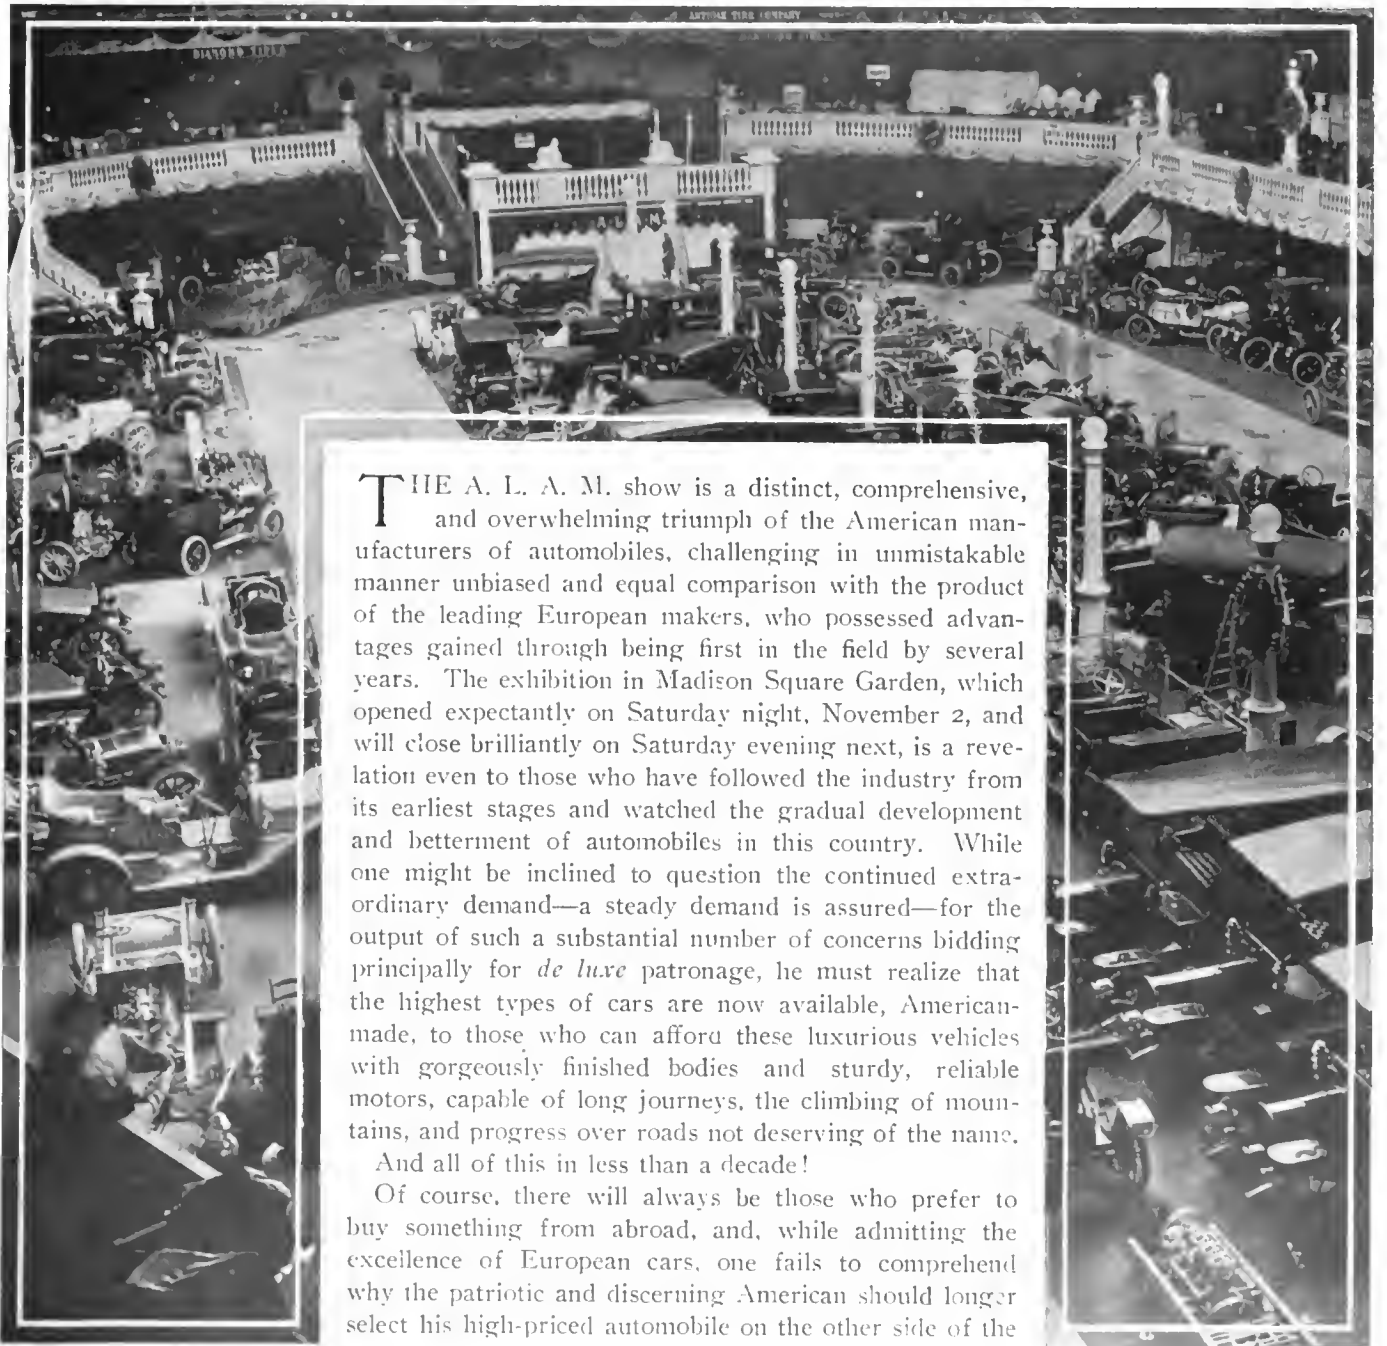 DIAMOND TIRES
A L A M
THE A. L. A. M. show is a distinct, comprehensive,
and overwhelming triumph of the American man-
ufacturers of automobiles, challenging in unmistakable
manner unbiased and equal comparison with the product
of the leading European makers, who possessed advan-
tages gained through being first in the field by several
years. The exhibition in Madison Square Garden, which
opened expectantly on Saturday night, November 2, and
will close brilliantly on Saturday evening next, is a reve-
lation even to those who have followed the industry from
its earliest stages and watched the gradual development
and betterment of automobiles in this country. While
one might be inclined to question the continued extra-
ordinary demand—a steady demand is assured—for the
output of such a substantial number of concerns bidding
principally for de luxe patronage, he must realize that
the highest types of cars are now available, American-
made, to those who can afford these luxurious vehicles
with gorgeously finished bodies and sturdy, reliable
motors, capable of long journeys, the climbing of moun-
tains, and progress over roads not deserving of the name.
And all of this in less than a decade!
Of course, there will always be those who prefer to
buy something from abroad, and, while admitting the
excellence of European cars, one fails to comprehend
why the patriotic and discerning American should longer
select his high-priced automobile on the other side of the